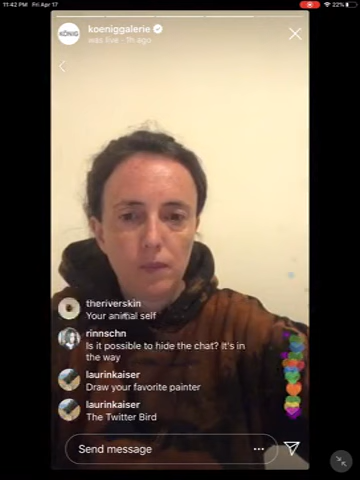 11:42 PM Fri Apr 17
22%
KÖNIG
koeniggalerie
was live · 1h ago
theriverskin
Your animal self
rinnschn
Is it possible to hide the chat? It's in
the way
laurinkaiser
Draw your favorite painter
laurinkaiser
The Twitter Bird
Send message